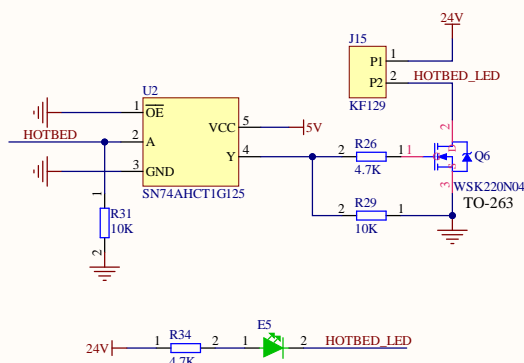 24V
J15
P1 1
P2 2 HOTBED_LED
KF129
U2
1 OE
VCC 5 5V
HOTBED 2 A
Y 4
3 GND
SN74AHCT1G125
2 R26 1 1
4.7K
2
D
G
S
Q6
3
WSK220N04
TO-263
1
R31
10K
2
2 R29 1
10K
24V 1 R34 2 1 E5 2 HOTBED_LED
4.7K